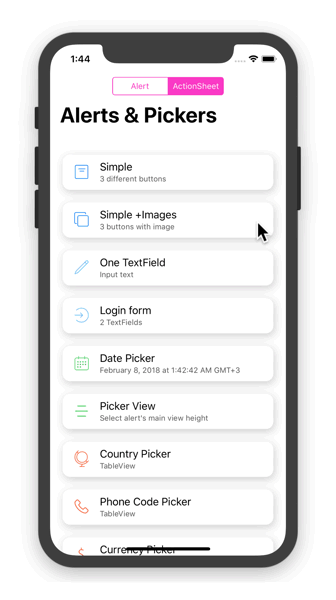 1:44
Alert
ActionSheet
Alerts & Pickers
Simple
3 different buttons
Simple +Images
3 buttons with image
One TextField
Input text
Login form
2 TextFields
Date Picker
February 8, 2018 at 1:42:42 AM GMT+3
Picker View
Select alert's main view height
Country Picker
TableView
Phone Code Picker
TableView
Currency Picker